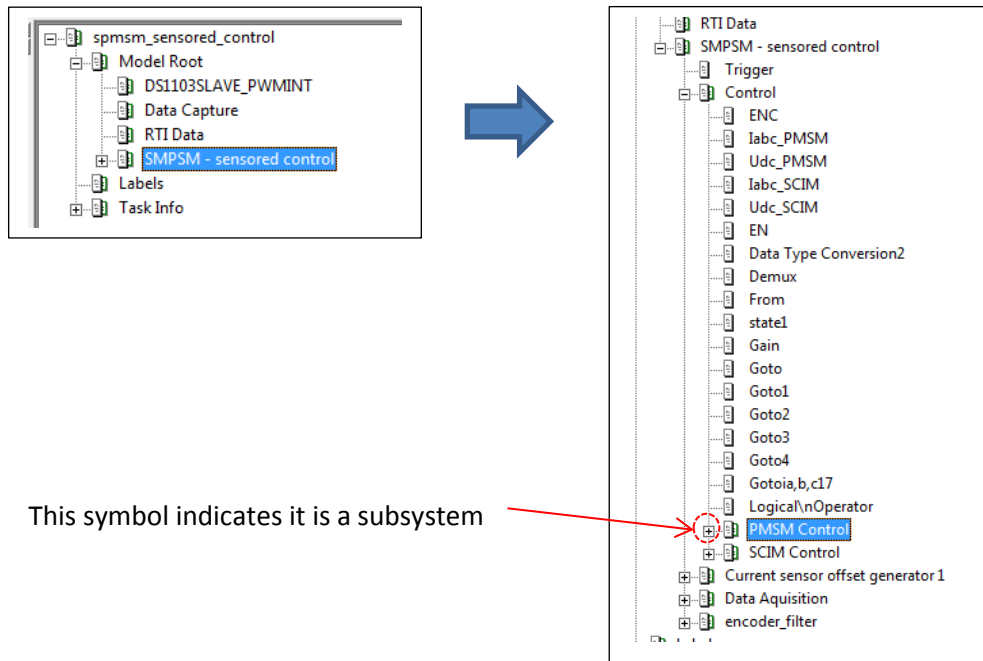 spmsm_sensored_control
Model Root
DS1103SLAVE_PWMINT
Data Capture
RTI Data
SMPSM - sensored control
Labels
Task Info
This symbol indicates it is a subsystem
RTI Data
SMPSM - sensored control
Trigger
Control
ENC
Iabc_PMSM
Udc_PMSM
Iabc_SCIM
Udc_SCIM
EN
Data Type Conversion2
Demux
From
state1
Gain
Goto
Goto1
Goto2
Goto3
Goto4
Gotoia,b,c17
Logical\nOperator
PMSM Control
SCIM Control
Current sensor offset generator1
Data Aquisition
encoder_filter